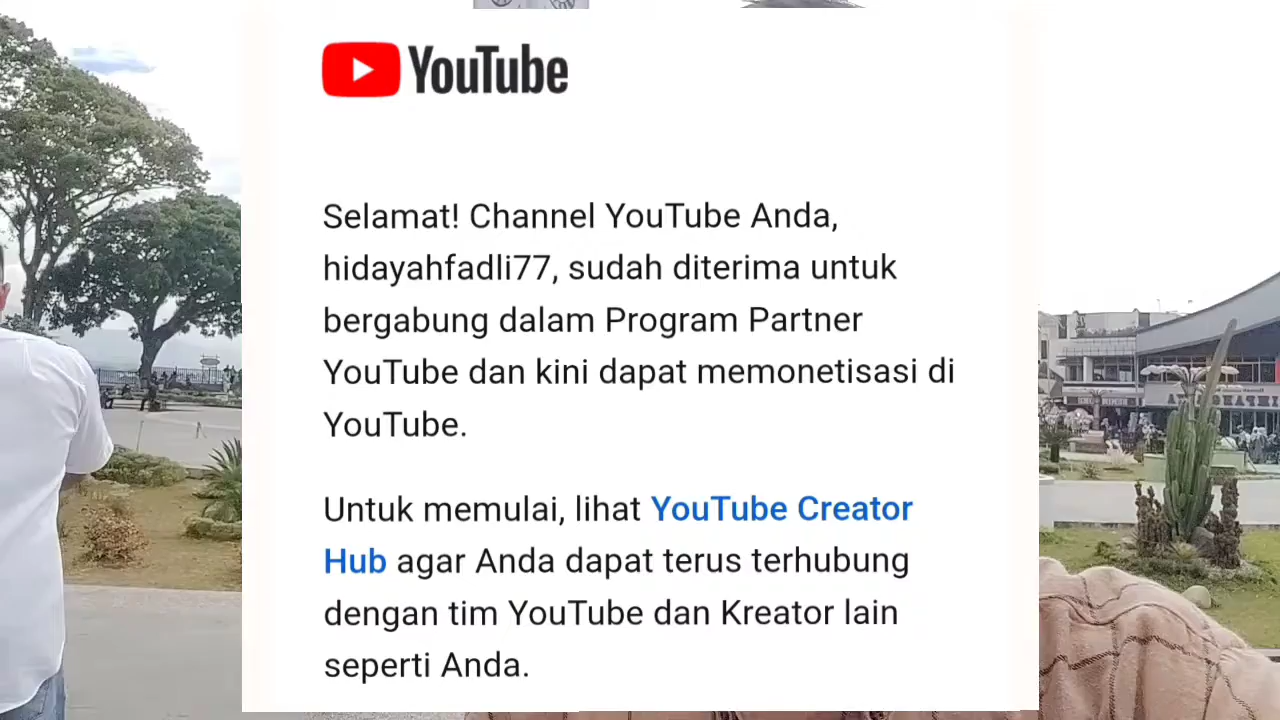 YouTube
Selamat! Channel YouTube Anda,
hidayahfadli77, sudah diterima untuk
bergabung dalam Program Partner
YouTube dan kini dapat memonetisasi di
YouTube.
Untuk memulai, lihat YouTube Creator
Hub agar Anda dapat terus terhubung
dengan tim YouTube dan Kreator lain
seperti Anda.